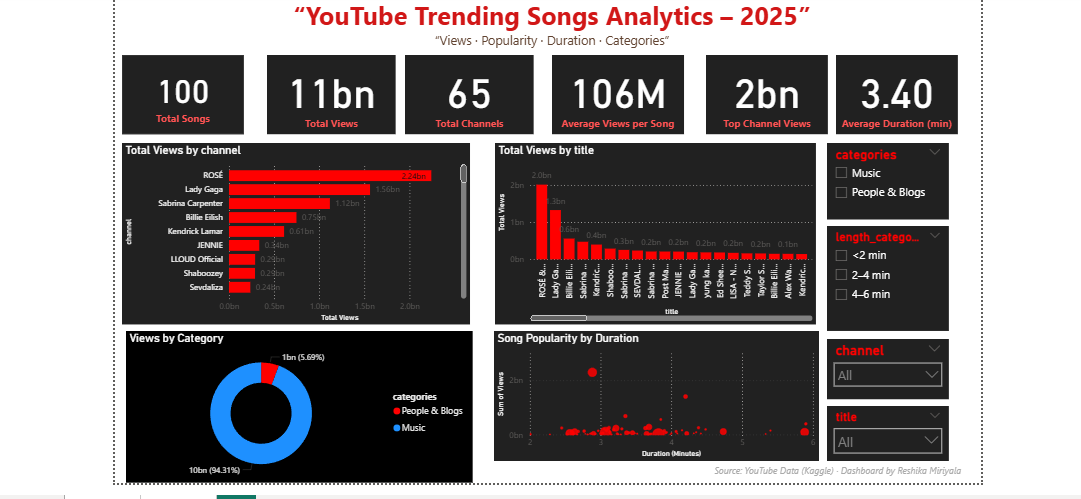 “YouTube Trending Songs Analytics – 2025”
“Views · Popularity · Duration · Categories”
100
Total Songs
11bn
Total Views
65
Total Channels
106M
Average Views per Song
2bn
Top Channel Views
3.40
Average Duration (min)
Total Views by channel
channel
ROSÉ 2.24bn
Lady Gaga 1.56bn
Sabrina Carpenter 1.12bn
Billie Eilish 0.75bn
Kendrick Lamar 0.61bn
JENNIE 0.34bn
LLOUD Official 0.29bn
Shaboozey 0.29bn
Sevdaliza 0.24bn
0.0bn 0.5bn 1.0bn 1.5bn 2.0bn
Total Views
Total Views by title
Total Views
2bn
1bn
0bn
2.0bn 1.3bn 0.6bn 0.4bn 0.3bn 0.2bn 0.2bn 0.2bn 0.2bn 0.2bn 0.1bn
ROSÉ &...
Lady Ga...
Billie Eili...
Sabrina ...
Kendric...
Shaboo...
Sabrina ...
SEVDAL...
Sabrina ...
Post Ma...
JENNIE ...
Lady Ga...
yung ka...
Ed Shee...
LISA - N...
Teddy S...
Taylor S...
Billie Eili...
Alex Wa...
Kendric...
title
categories
Music
People & Blogs
length_catego...
<2 min
2–4 min
4–6 min
Views by Category
1bn (5.69%)
10bn (94.31%)
categories
People & Blogs
Music
Song Popularity by Duration
Sum of Views
2bn
0bn
2 3 4 5 6
Duration (Minutes)
channel
All
title
All
Source: YouTube Data (Kaggle) · Dashboard by Reshika Miriyala